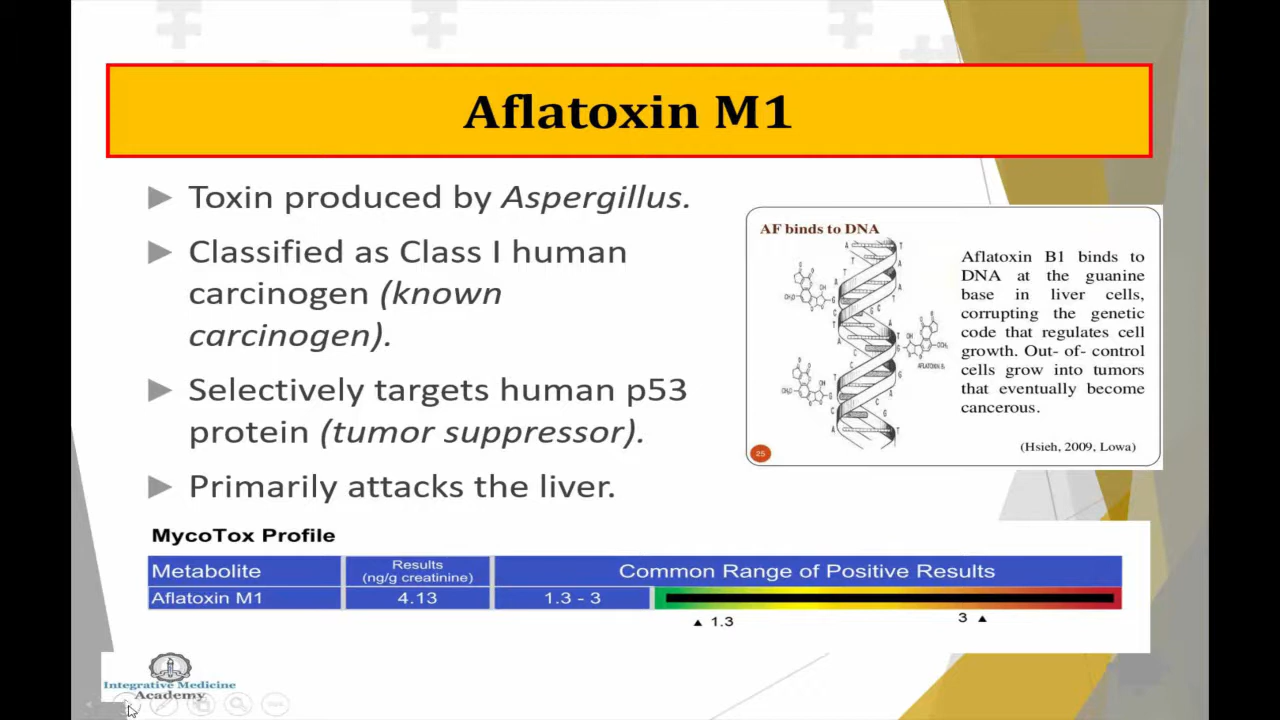 Aflatoxin M1
Toxin produced by Aspergillus.
Classified as Class I human
carcinogen (known
carcinogen).
Selectively targets human p53
protein (tumor suppressor).
Primarily attacks the liver.
AF binds to DNA
Aflatoxin B1 binds to
DNA at the guanine
base in liver cells,
corrupting the genetic
code that regulates cell
growth. Out- of- control
cells grow into tumors
that eventually become
cancerous.
(Hsieh, 2009, Lowa)
25
MycoTox Profile
Metabolite
Results
(ng/g creatinine)
Common Range of Positive Results
Aflatoxin M1
4.13
1.3 - 3
▲ 1.3
3 ▲
Integrative Medicine
Academy